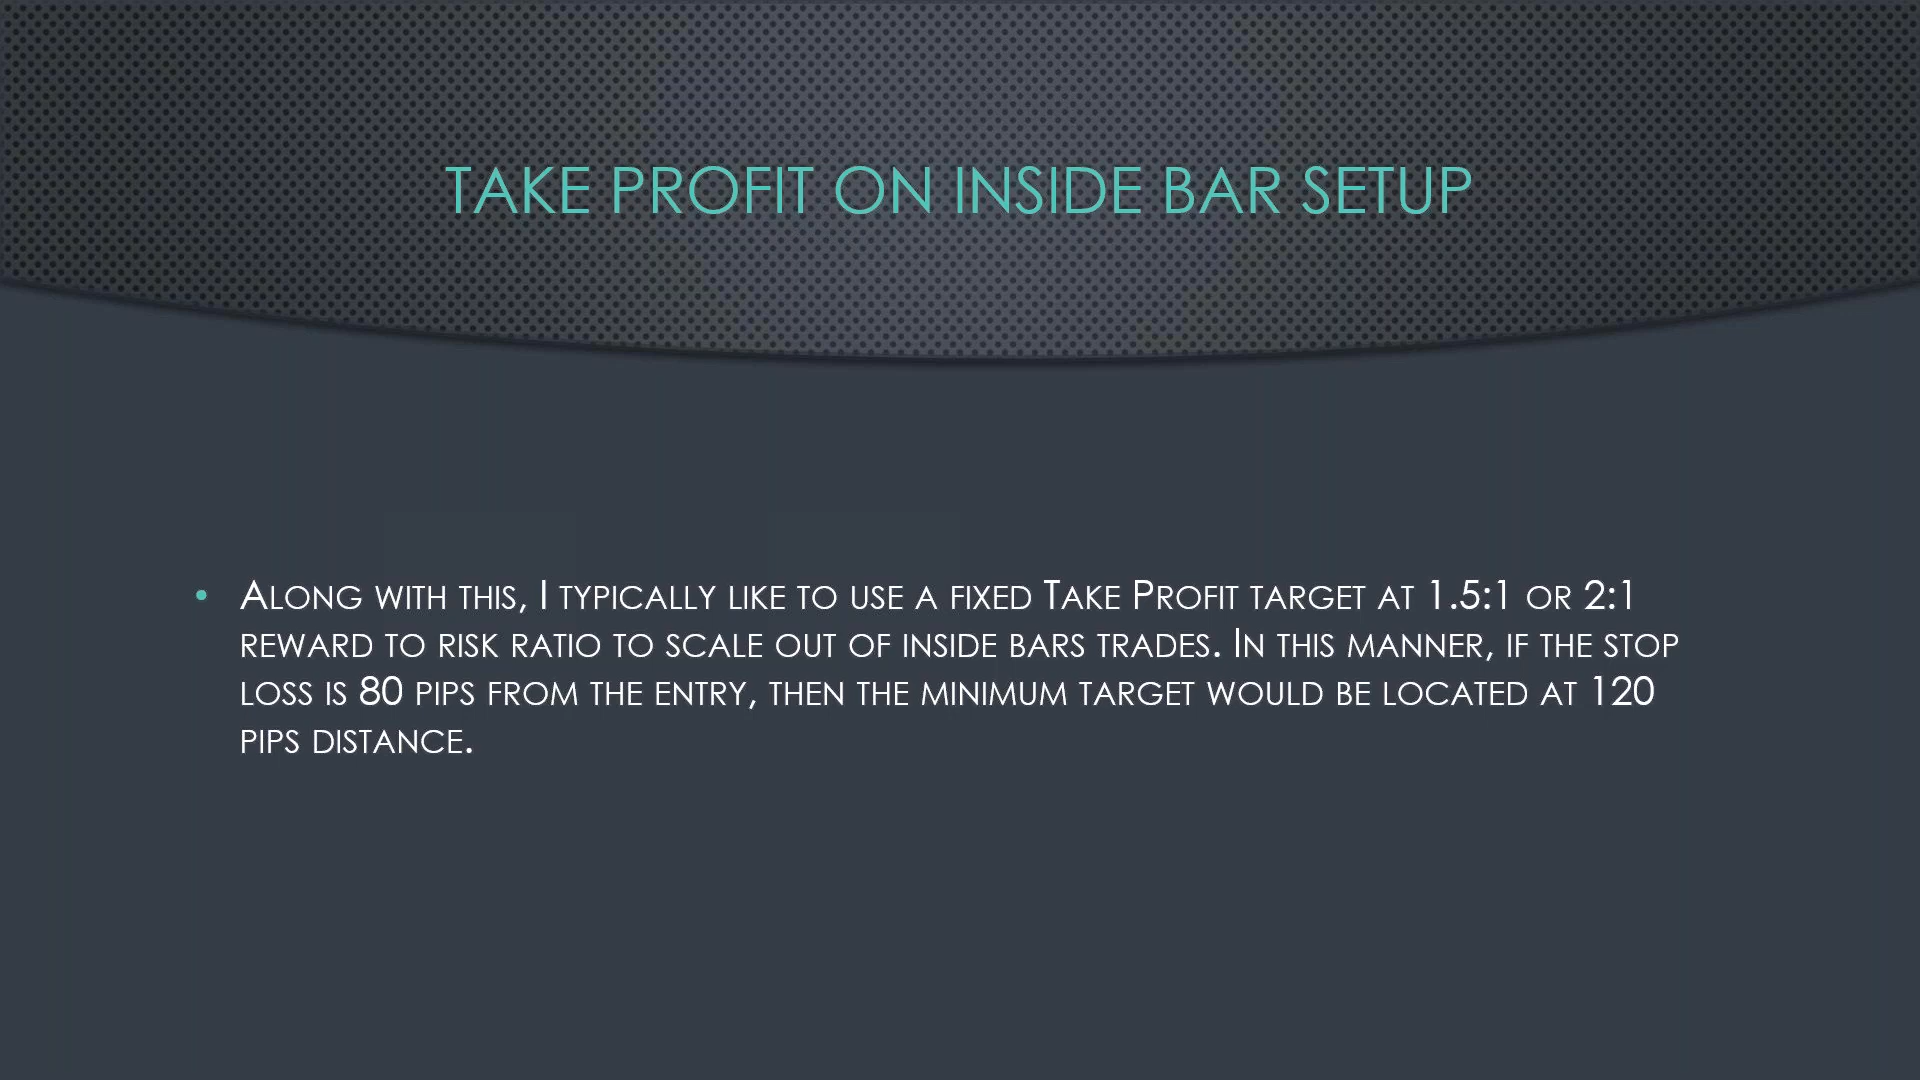 TAKE PROFIT ON INSIDE BAR SETUP
• Along with this, I typically like to use a fixed Take Profit target at 1.5:1 or 2:1
reward to risk ratio to scale out of inside bars trades. In this manner, if the stop
loss is 80 pips from the entry, then the minimum target would be located at 120
pips distance.